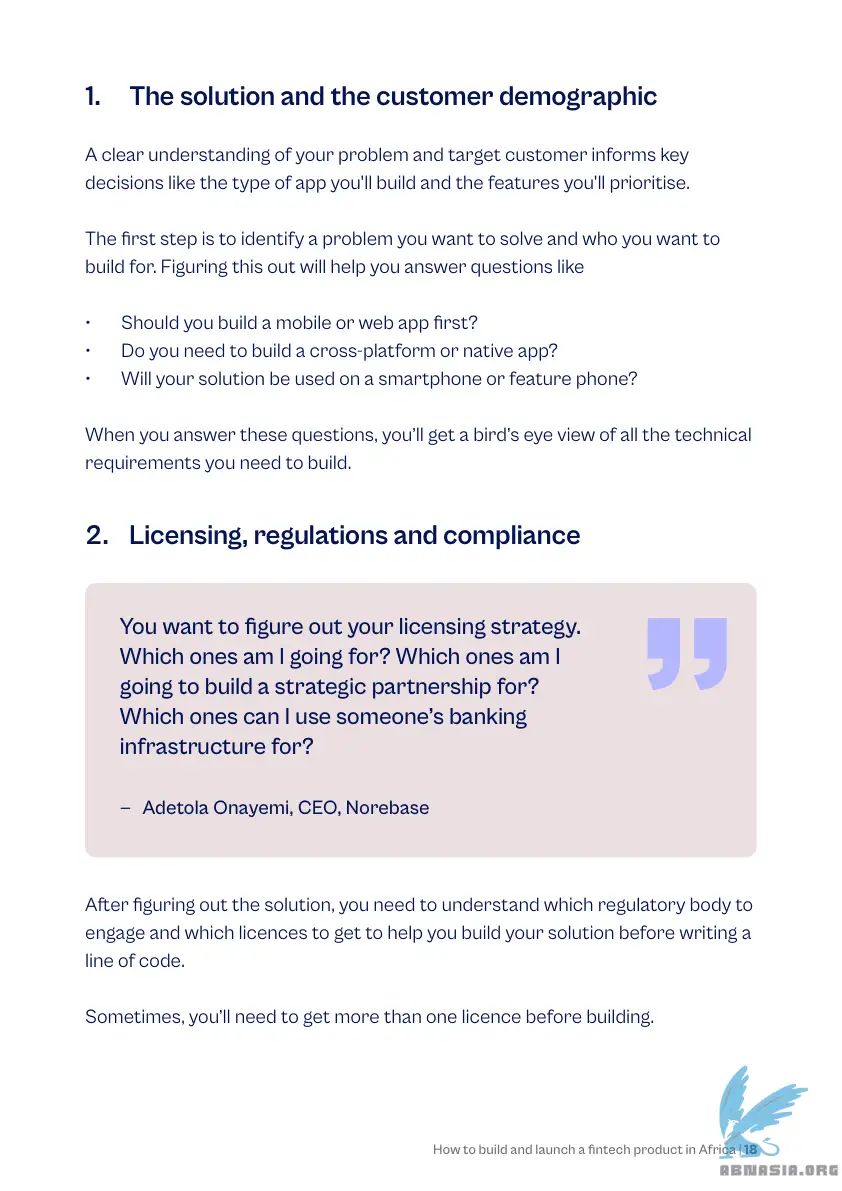 1. The solution and the customer demographic
A clear understanding of your problem and target customer informs key
decisions like the type of app you'll build and the features you'll prioritise.
The first step is to identify a problem you want to solve and who you want to
build for. Figuring this out will help you answer questions like
• Should you build a mobile or web app first?
• Do you need to build a cross-platform or native app?
• Will your solution be used on a smartphone or feature phone?
When you answer these questions, you’ll get a bird’s eye view of all the technical
requirements you need to build.
2. Licensing, regulations and compliance
You want to figure out your licensing strategy.
Which ones am I going for? Which ones am I
going to build a strategic partnership for?
Which ones can I use someone’s banking
infrastructure for?
”
– Adetola Onayemi, CEO, Norebase
After figuring out the solution, you need to understand which regulatory body to
engage and which licences to get to help you build your solution before writing a
line of code.
Sometimes, you’ll need to get more than one licence before building.
How to build and launch a fintech product in Africa | 18
ABNASIA.ORG